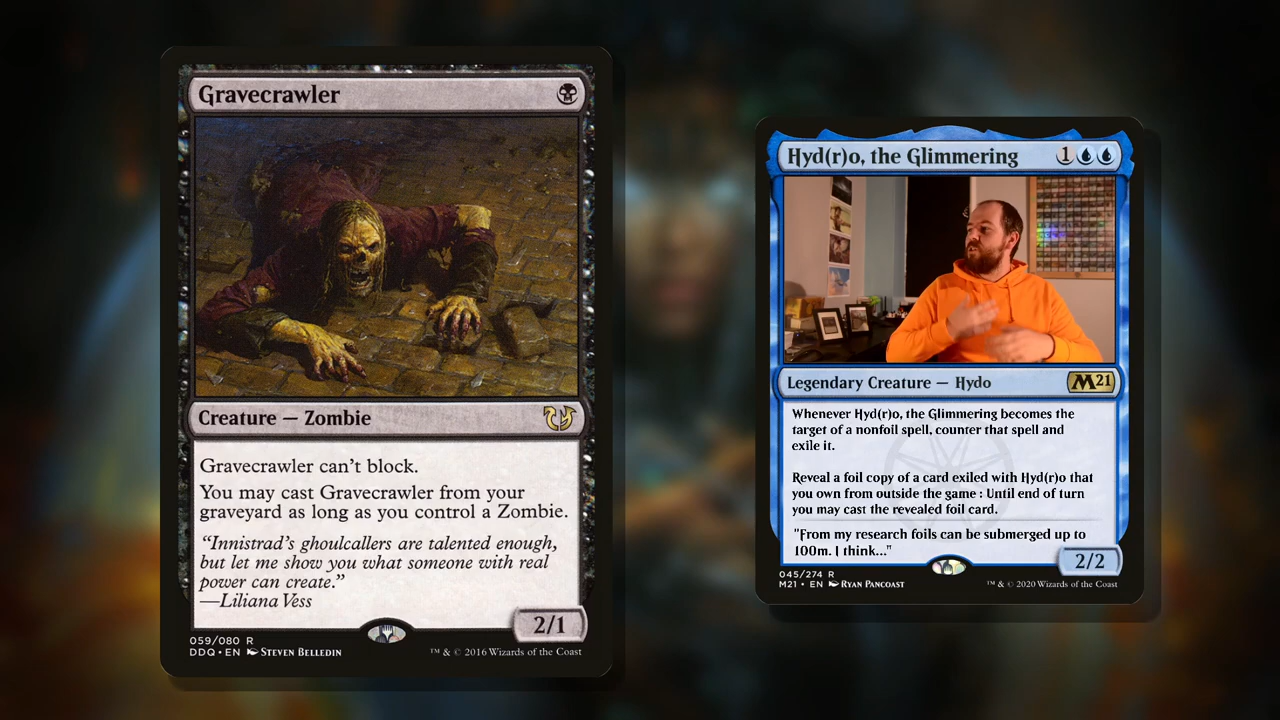 Gravecrawler
Creature — Zombie
Gravecrawler can't block.
You may cast Gravecrawler from your
graveyard as long as you control a Zombie.
“Innistrad's ghoulcallers are talented enough,
but let me show you what someone with real
power can create.”
—Liliana Vess
2/1
059/080 R
DDQ • EN Steven Belledin
™ & © 2016 Wizards of the Coast
Hyd(r)o, the Glimmering
1
Legendary Creature — Hydo
M21
Whenever Hyd(r)o, the Glimmering becomes the
target of a nonfoil spell, counter that spell and
exile it.
Reveal a foil copy of a card exiled with Hyd(r)o that
you own from outside the game : Until end of turn
you may cast the revealed foil card.
"From my research foils can be submerged up to
100m. I think..."
2/2
045/274 R
M21 • EN Ryan Pancoast
™ & © 2020 Wizards of the Coast